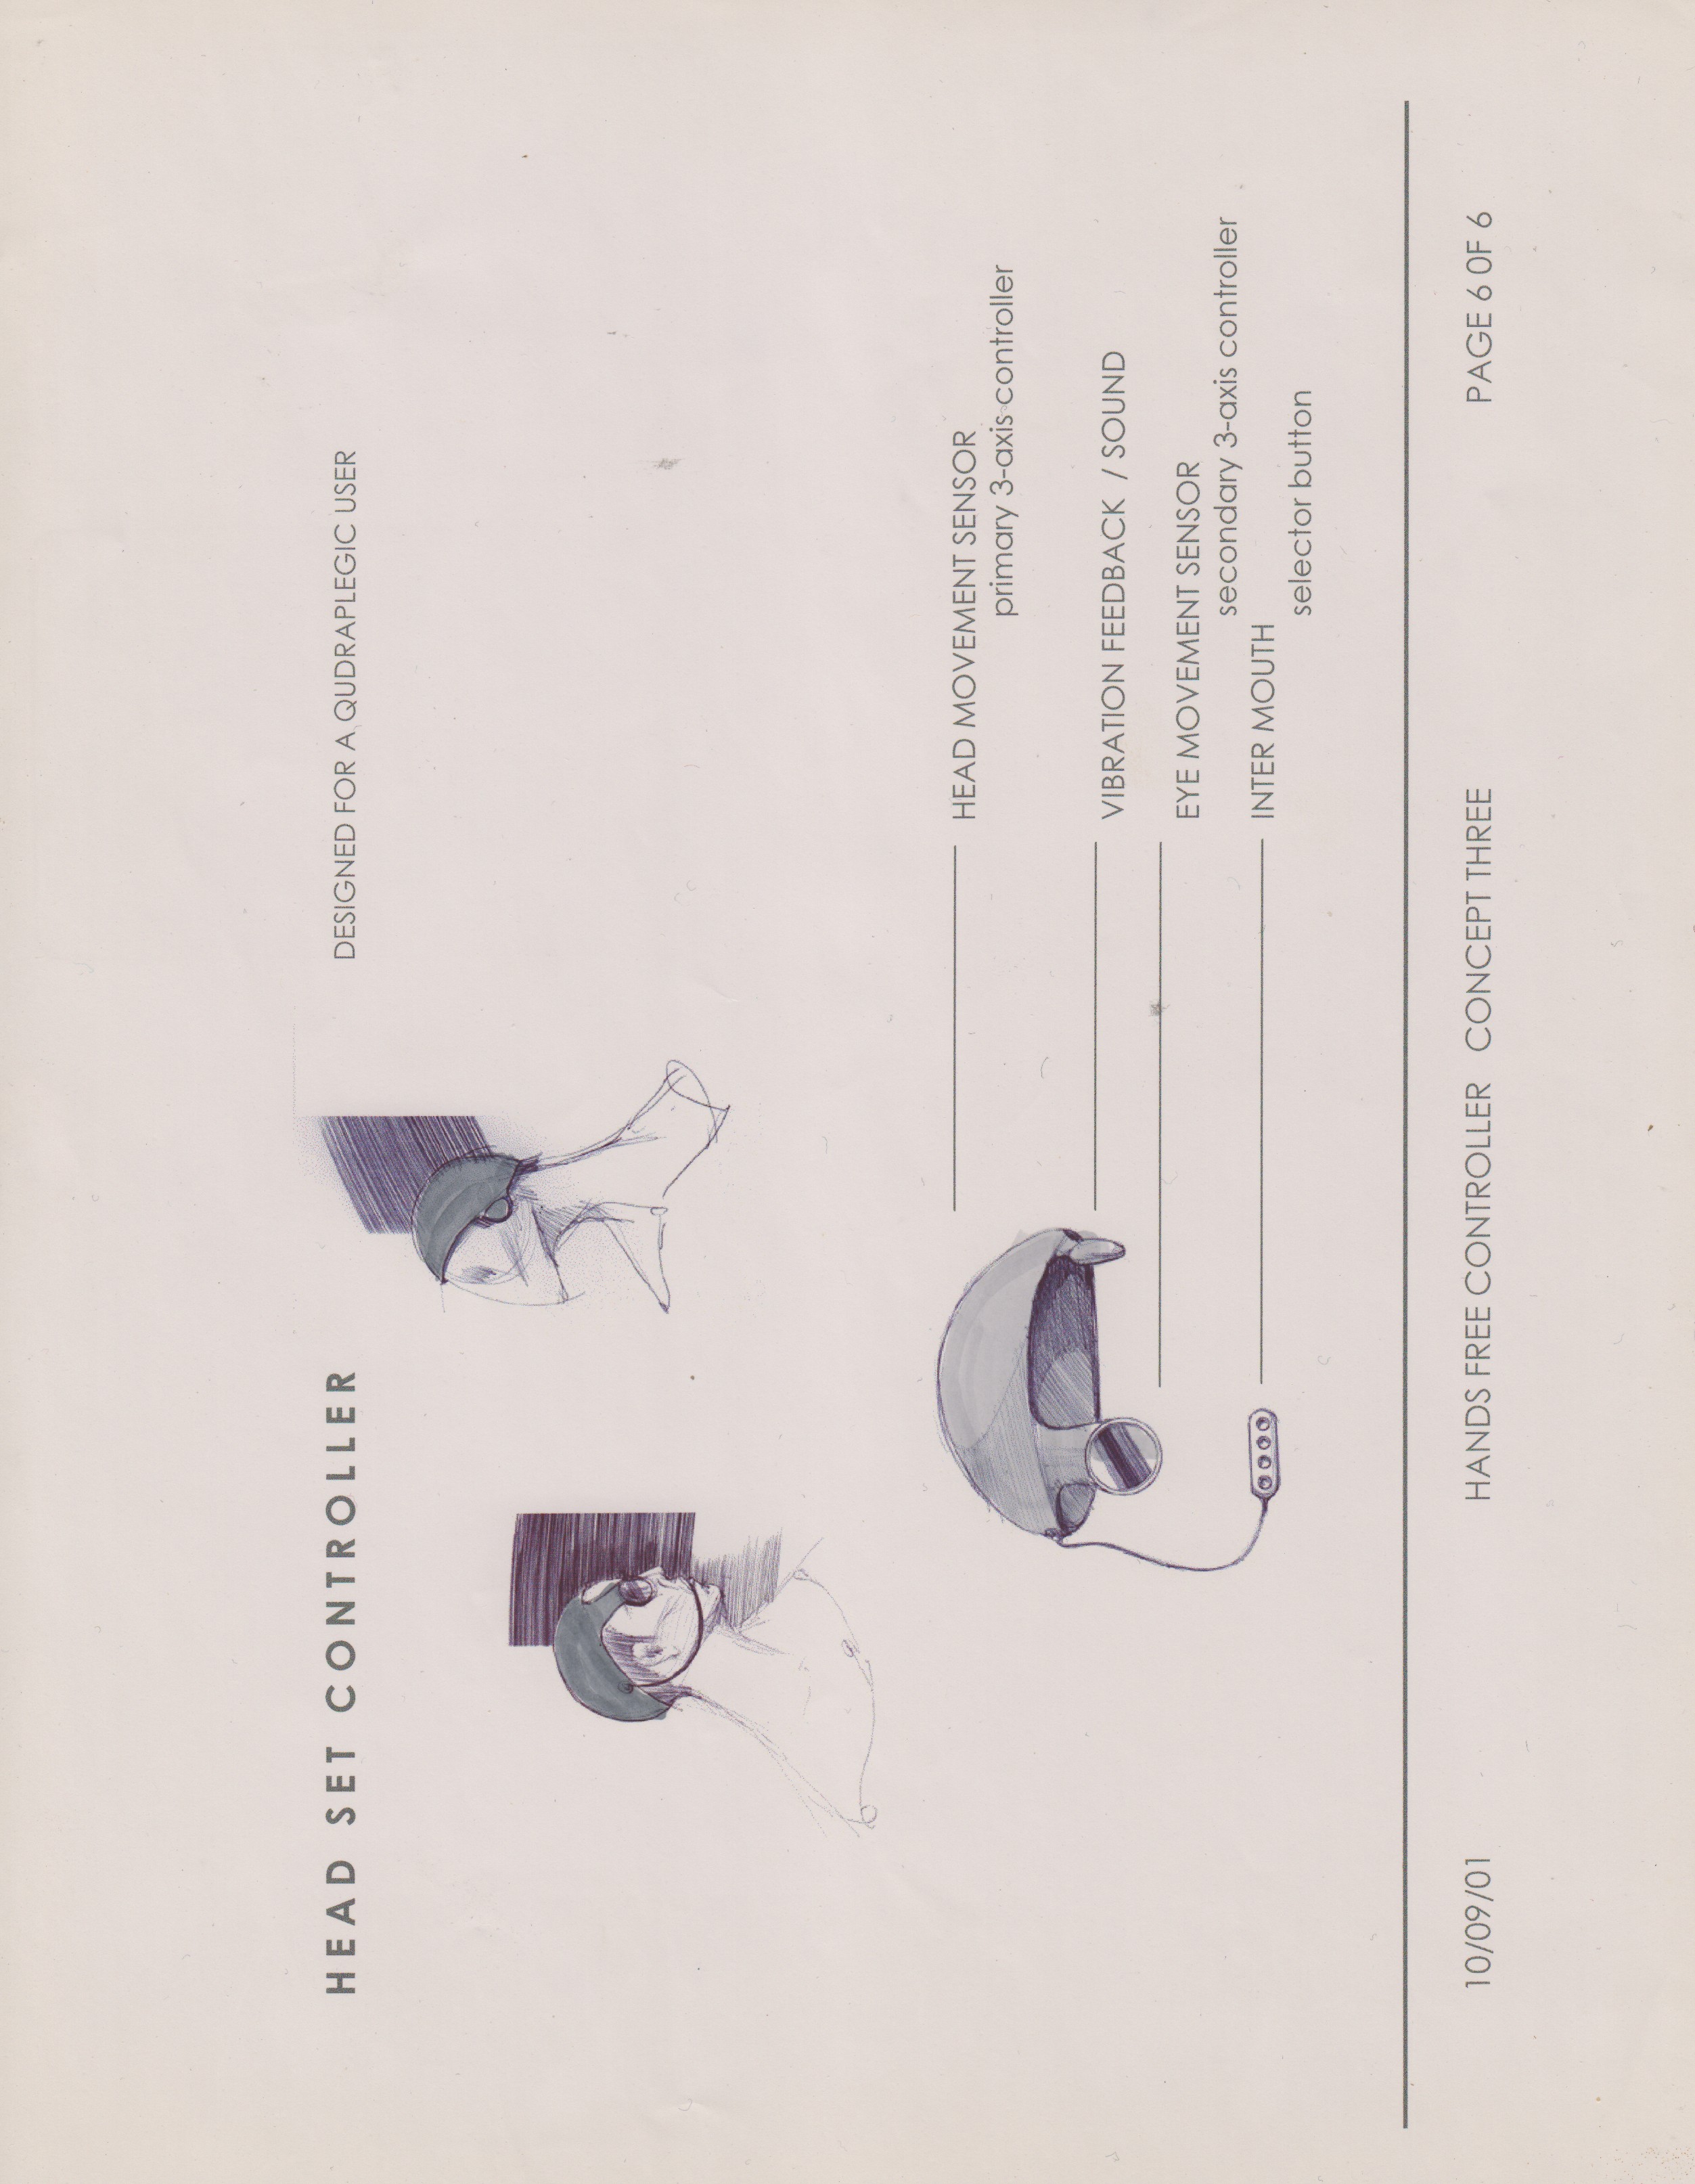 HEAD SET CONTROLLER
DESIGNED FOR A QUDRAPLEGIC USER
HEAD MOVEMENT SENSOR
primary 3-axis controller
VIBRATION FEEDBACK / SOUND
EYE MOVEMENT SENSOR
secondary 3-axis controller
INTER MOUTH
selector button
10/09/01
HANDS FREE CONTROLLER CONCEPT THREE
PAGE 6 OF 6